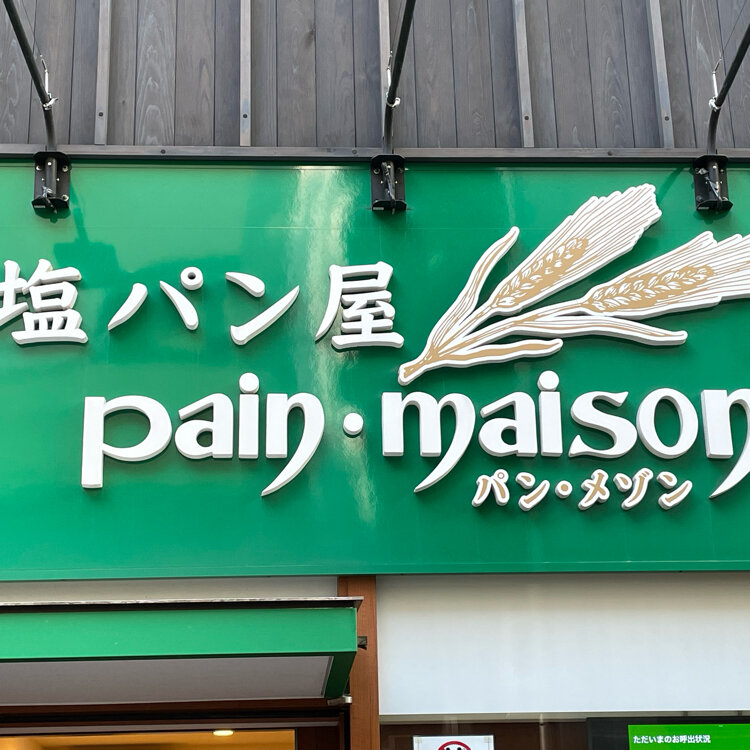 塩パン屋
pain・maison
パン・メゾン
ただいまのお呼出状況